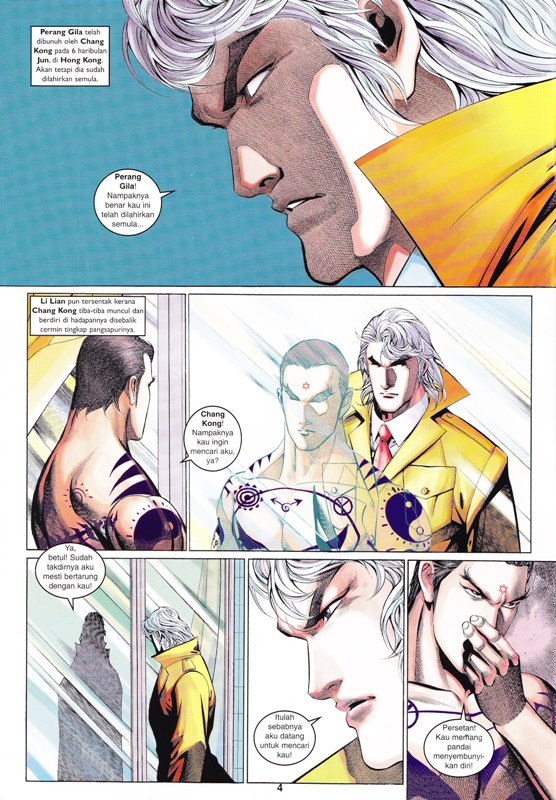 Perang Gila telah
dibunuh oleh Chang
Kong pada 6 haribulan
Jun, di Hong Kong.
Akan tetapi dia sudah
dilahirkan semula.
Perang
Gila!
Nampaknya
benar kau ini
telah dilahirkan
semula...
Li Lian pun tersentak kerana
Chang Kong tiba-tiba muncul dan
berdiri di hadapannya disebalik
cermin tingkap pangsapurinya.
Chang
Kong!
Nampaknya
kau ingin
mencari aku,
ya?
Ya,
betul! Sudah
takdirnya aku
mesti bertarung
dengan kau!
Itulah
sebabnya
aku datang
untuk mencari
kau!
Persetan!
Kau memang
pandai
menyembunyi-
kan diri!
4